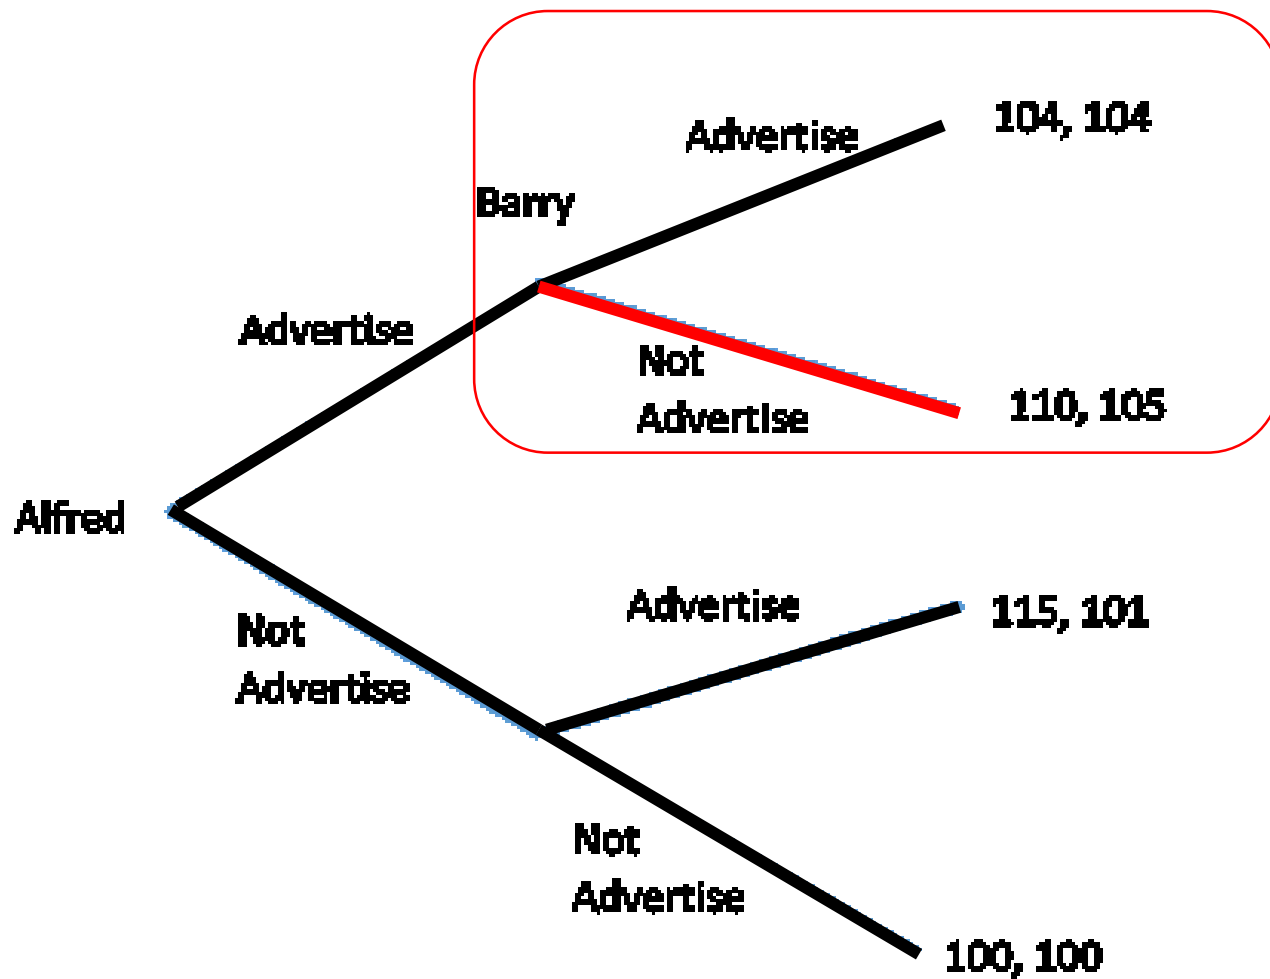 Advertise
104, 104
Barry
Advertise
Not
Advertise
110, 105
Alfred
Advertise
115, 101
Not
Advertise
Not
Advertise
100, 100